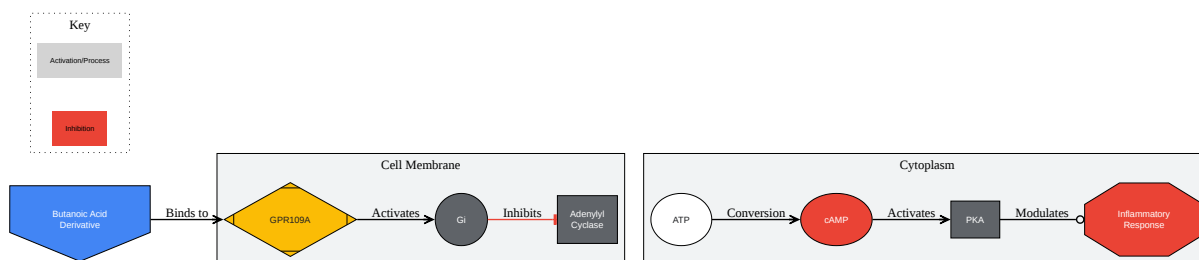 Key
Activation/Process
Inhibition
Cell Membrane
Cytoplasm
Butanoic Acid
Derivative
Binds to
GPR109A
Activates
Gi
Inhibits
Adenylyl
Cyclase
ATP
Conversion
cAMP
Activates
PKA
Modulates
Inflammatory
Response